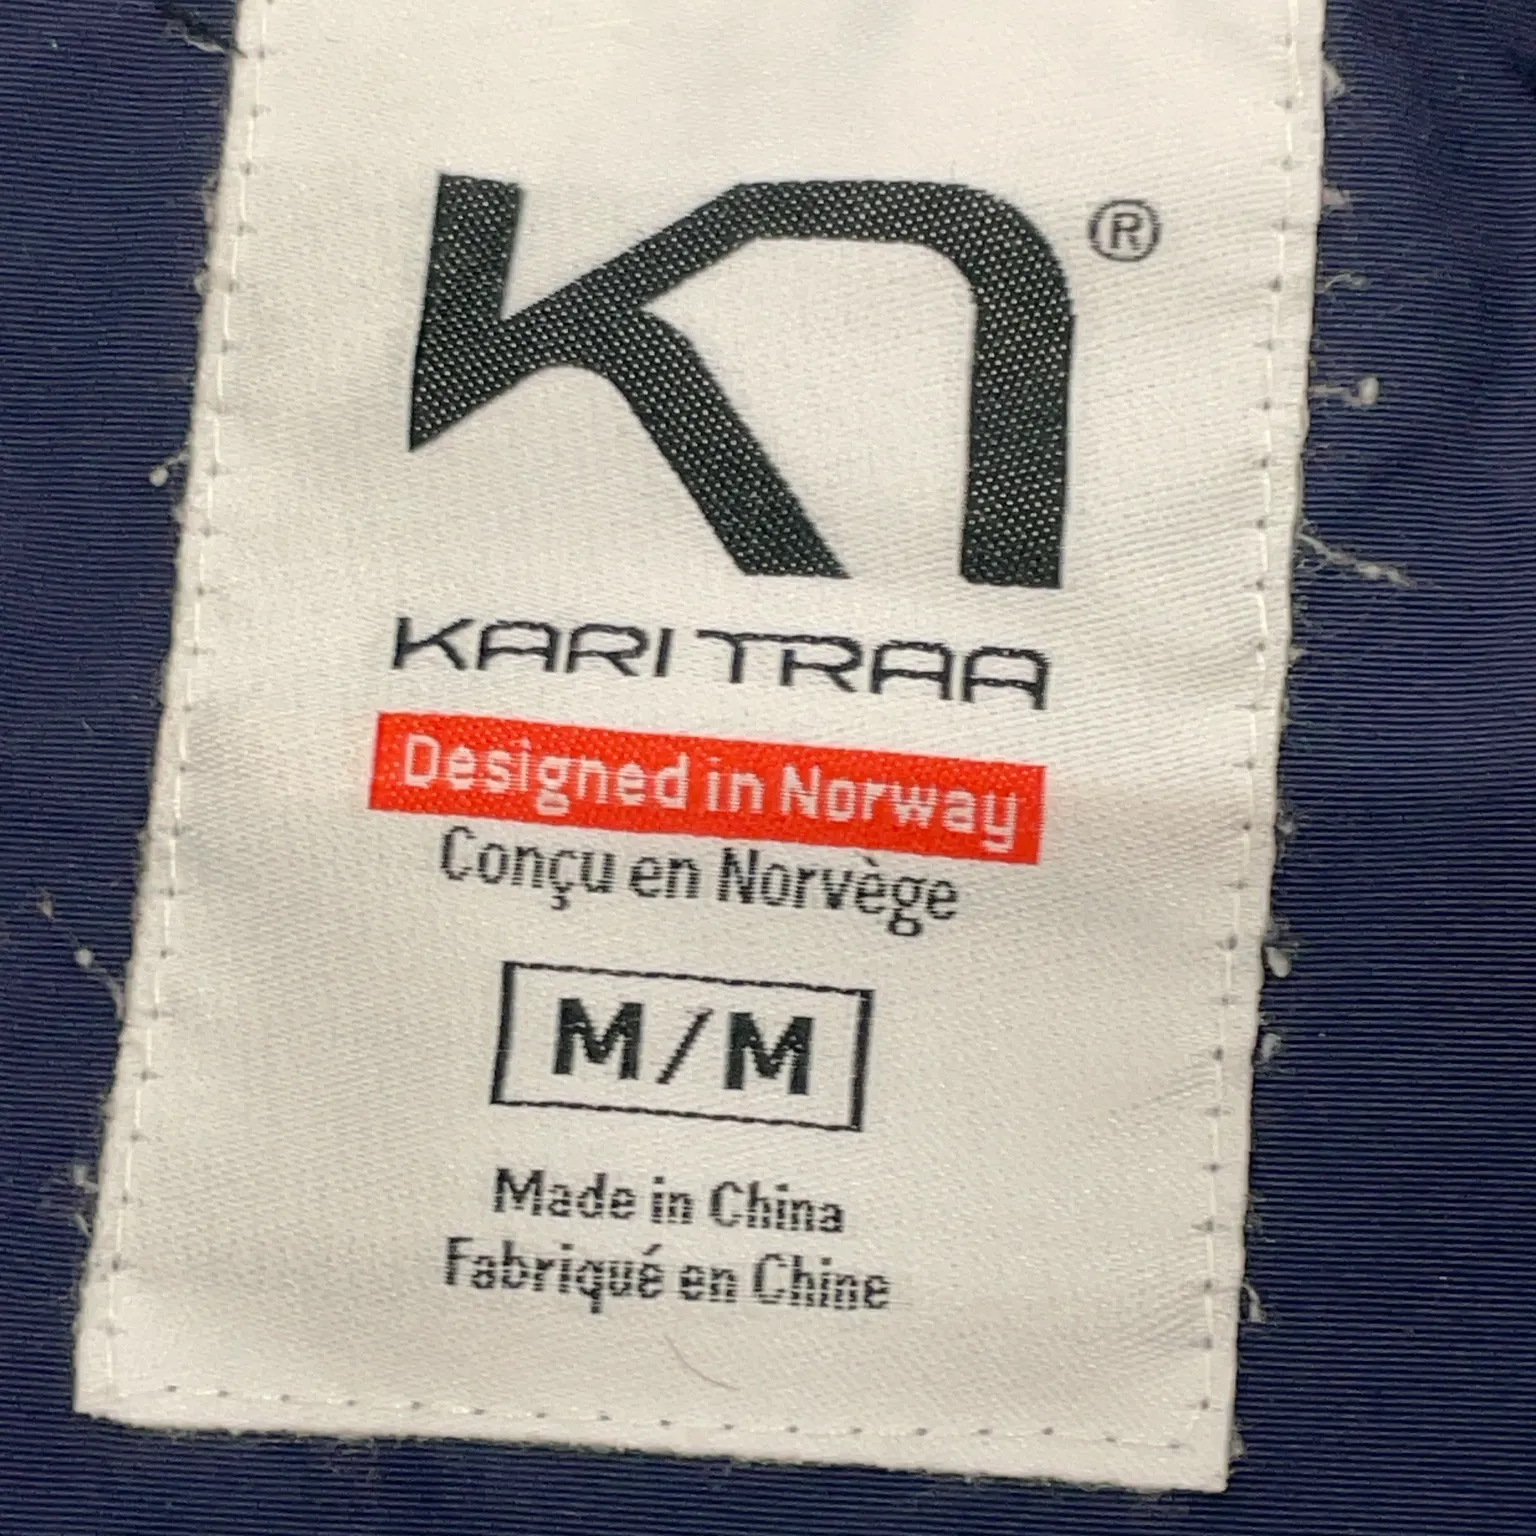 ®
KARI TRAA
Designed in Norway
Conçu en Norvège
M/M
Made in China
Fabriqué en Chine